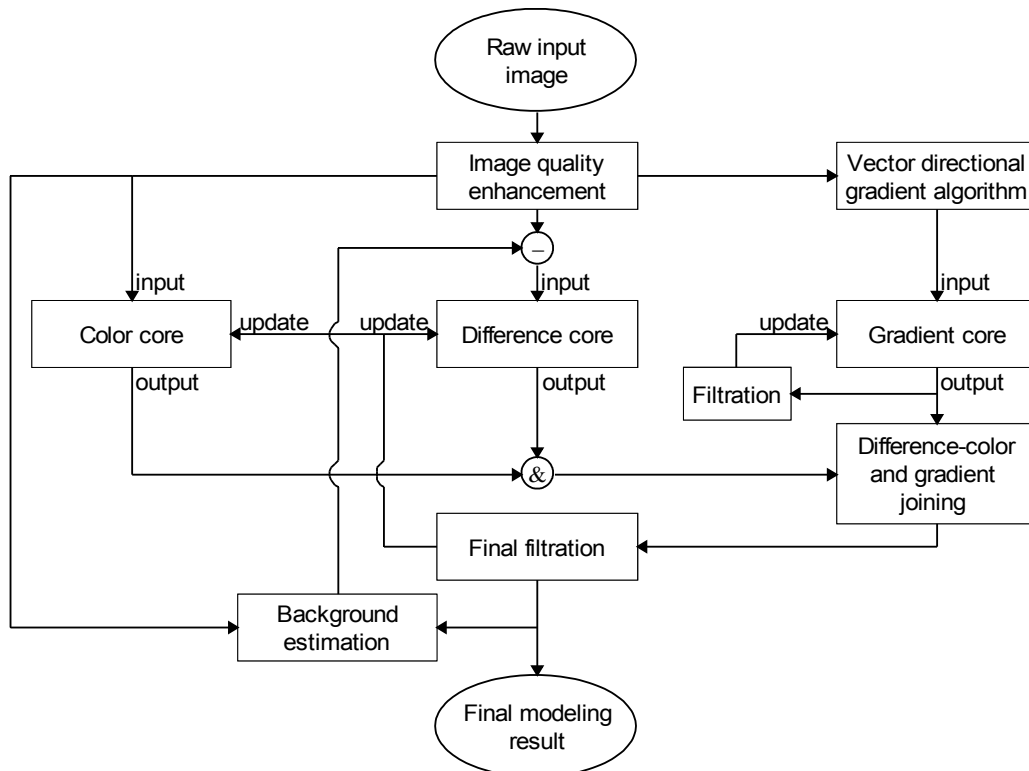 Raw input
image
Image quality
enhancement
Vector directional
gradient algorithm
–
input
input
input
Color core
update
update
Difference core
update
Gradient core
output
output
output
Filtration
&
Difference-color
and gradient
joining
Final filtration
Background
estimation
Final modeling
result